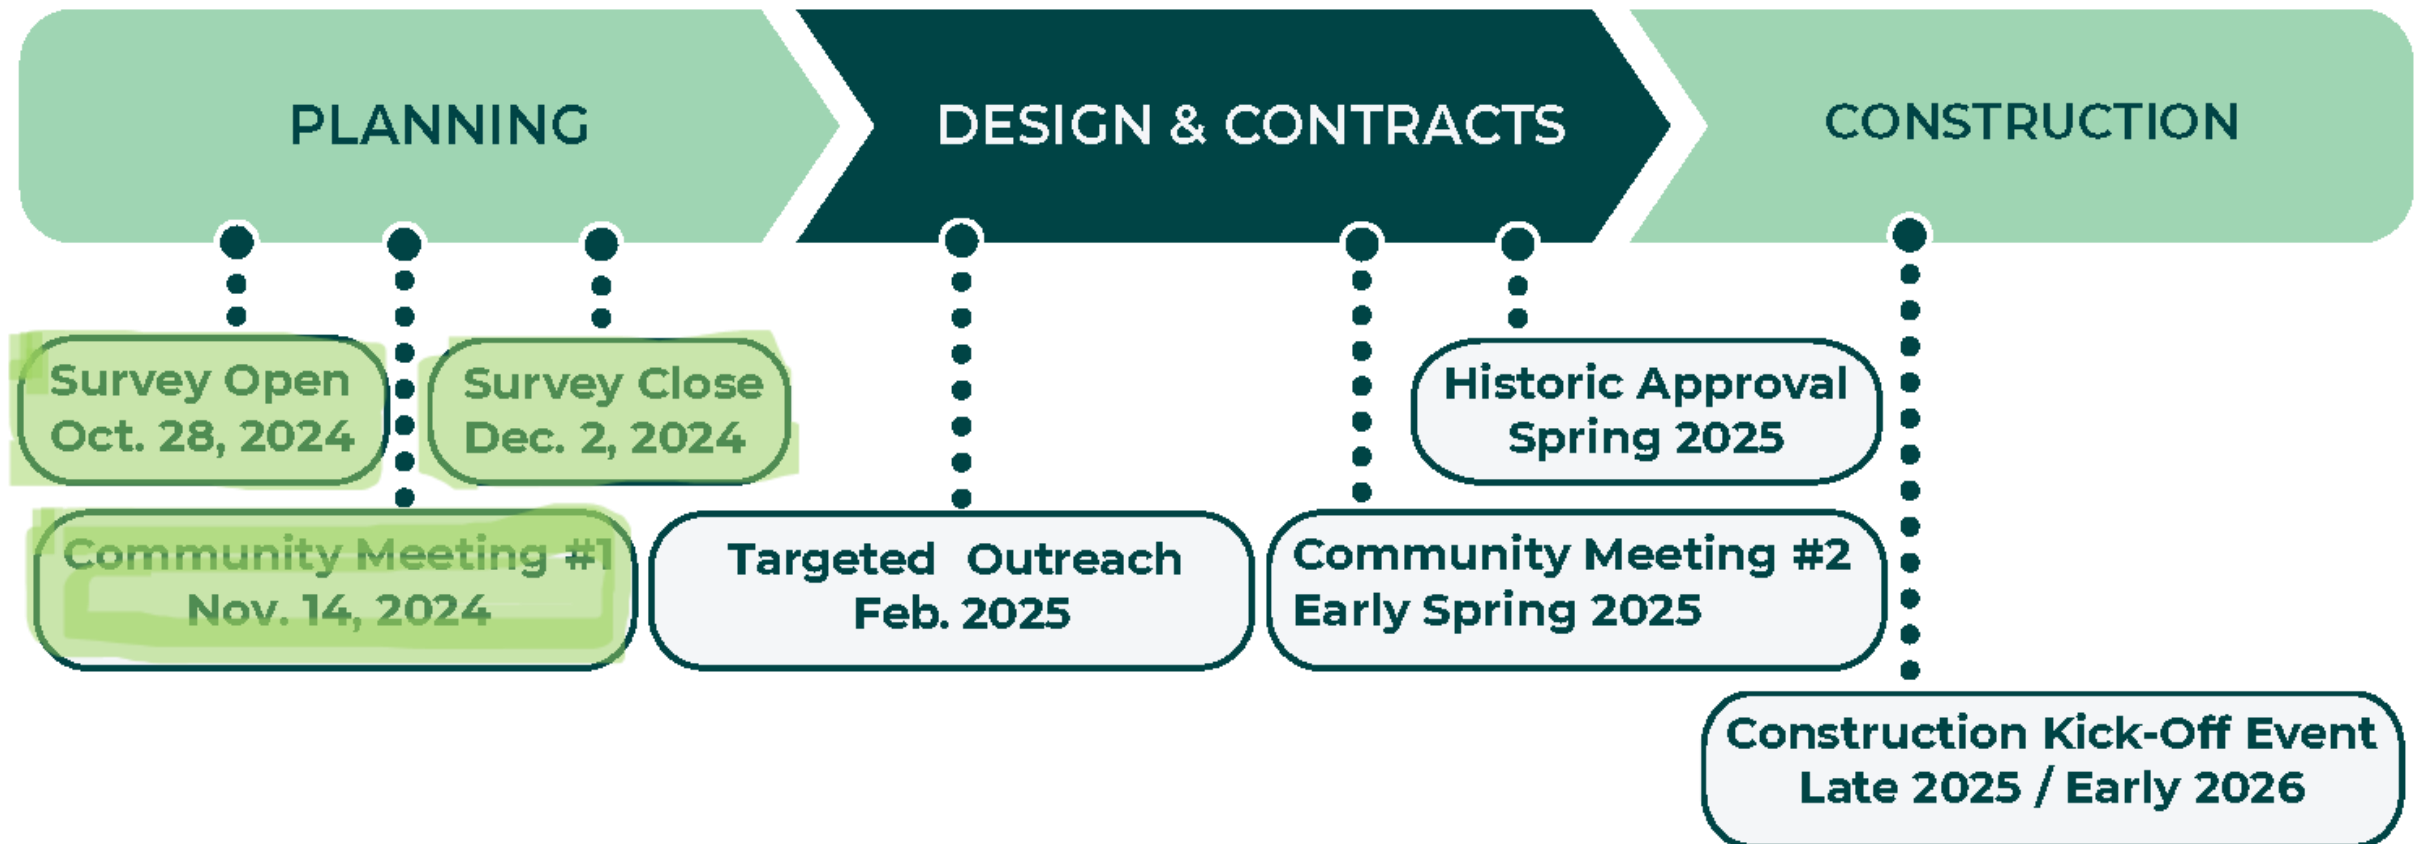 PLANNING
DESIGN & CONTRACTS
CONSTRUCTION
Survey Open
Oct. 28, 2024
Survey Close
Dec. 2, 2024
Historic Approval
Spring 2025
Community Meeting #1
Nov. 14, 2024
Targeted Outreach
Feb. 2025
Community Meeting #2
Early Spring 2025
Construction Kick-Off Event
Late 2025 / Early 2026